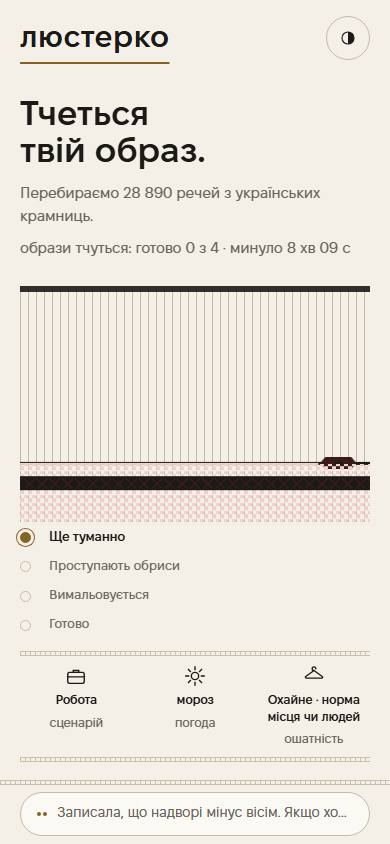 люстерко
Тчеться
твій образ.
Перебираємо 28 890 речей з українських
крамниць.
образи тчуться: готово 0 з 4 · минуло 8 хв 09 с
Ще туманно
Проступають обриси
Вимальовується
Готово
Робота
сценарій
мороз
погода
Охайне · норма
місця чи людей
ошатність
Записала, що надворі мінус вісім. Якщо хо...